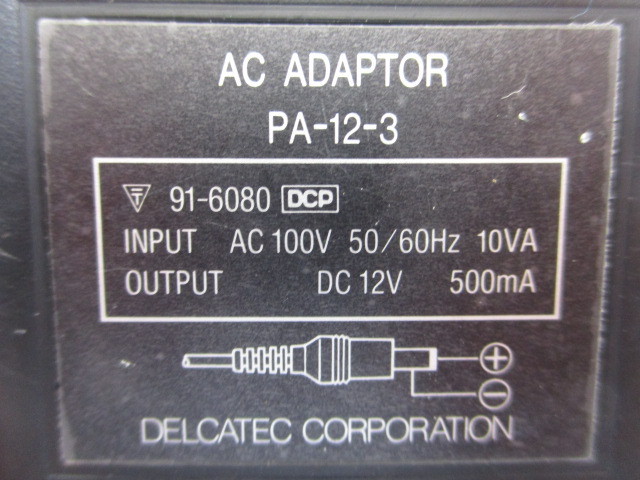 AC ADAPTOR
PA-12-3
91-6080 DCP
INPUT AC 100V 50/60Hz 10VA
OUTPUT DC 12V 500mA
+
−
DELCATEC CORPORATION